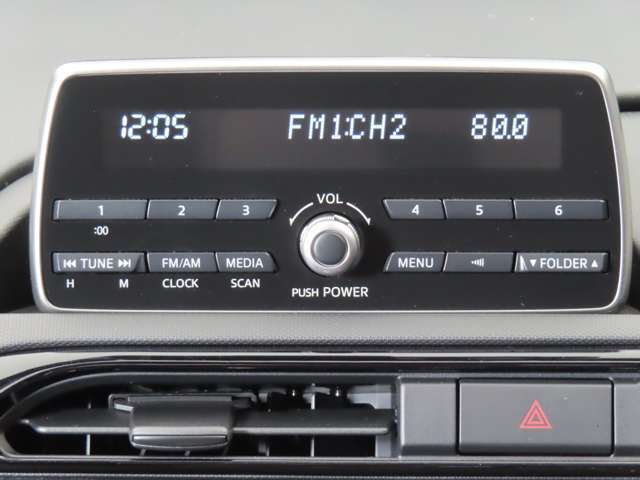 12:05 FM1:CH2 80.0
VOL
1 2 3 4 5 6
:00
⏮ TUNE ⏭ FM/AM MEDIA MENU ▼ FOLDER ▲
H M CLOCK SCAN PUSH POWER